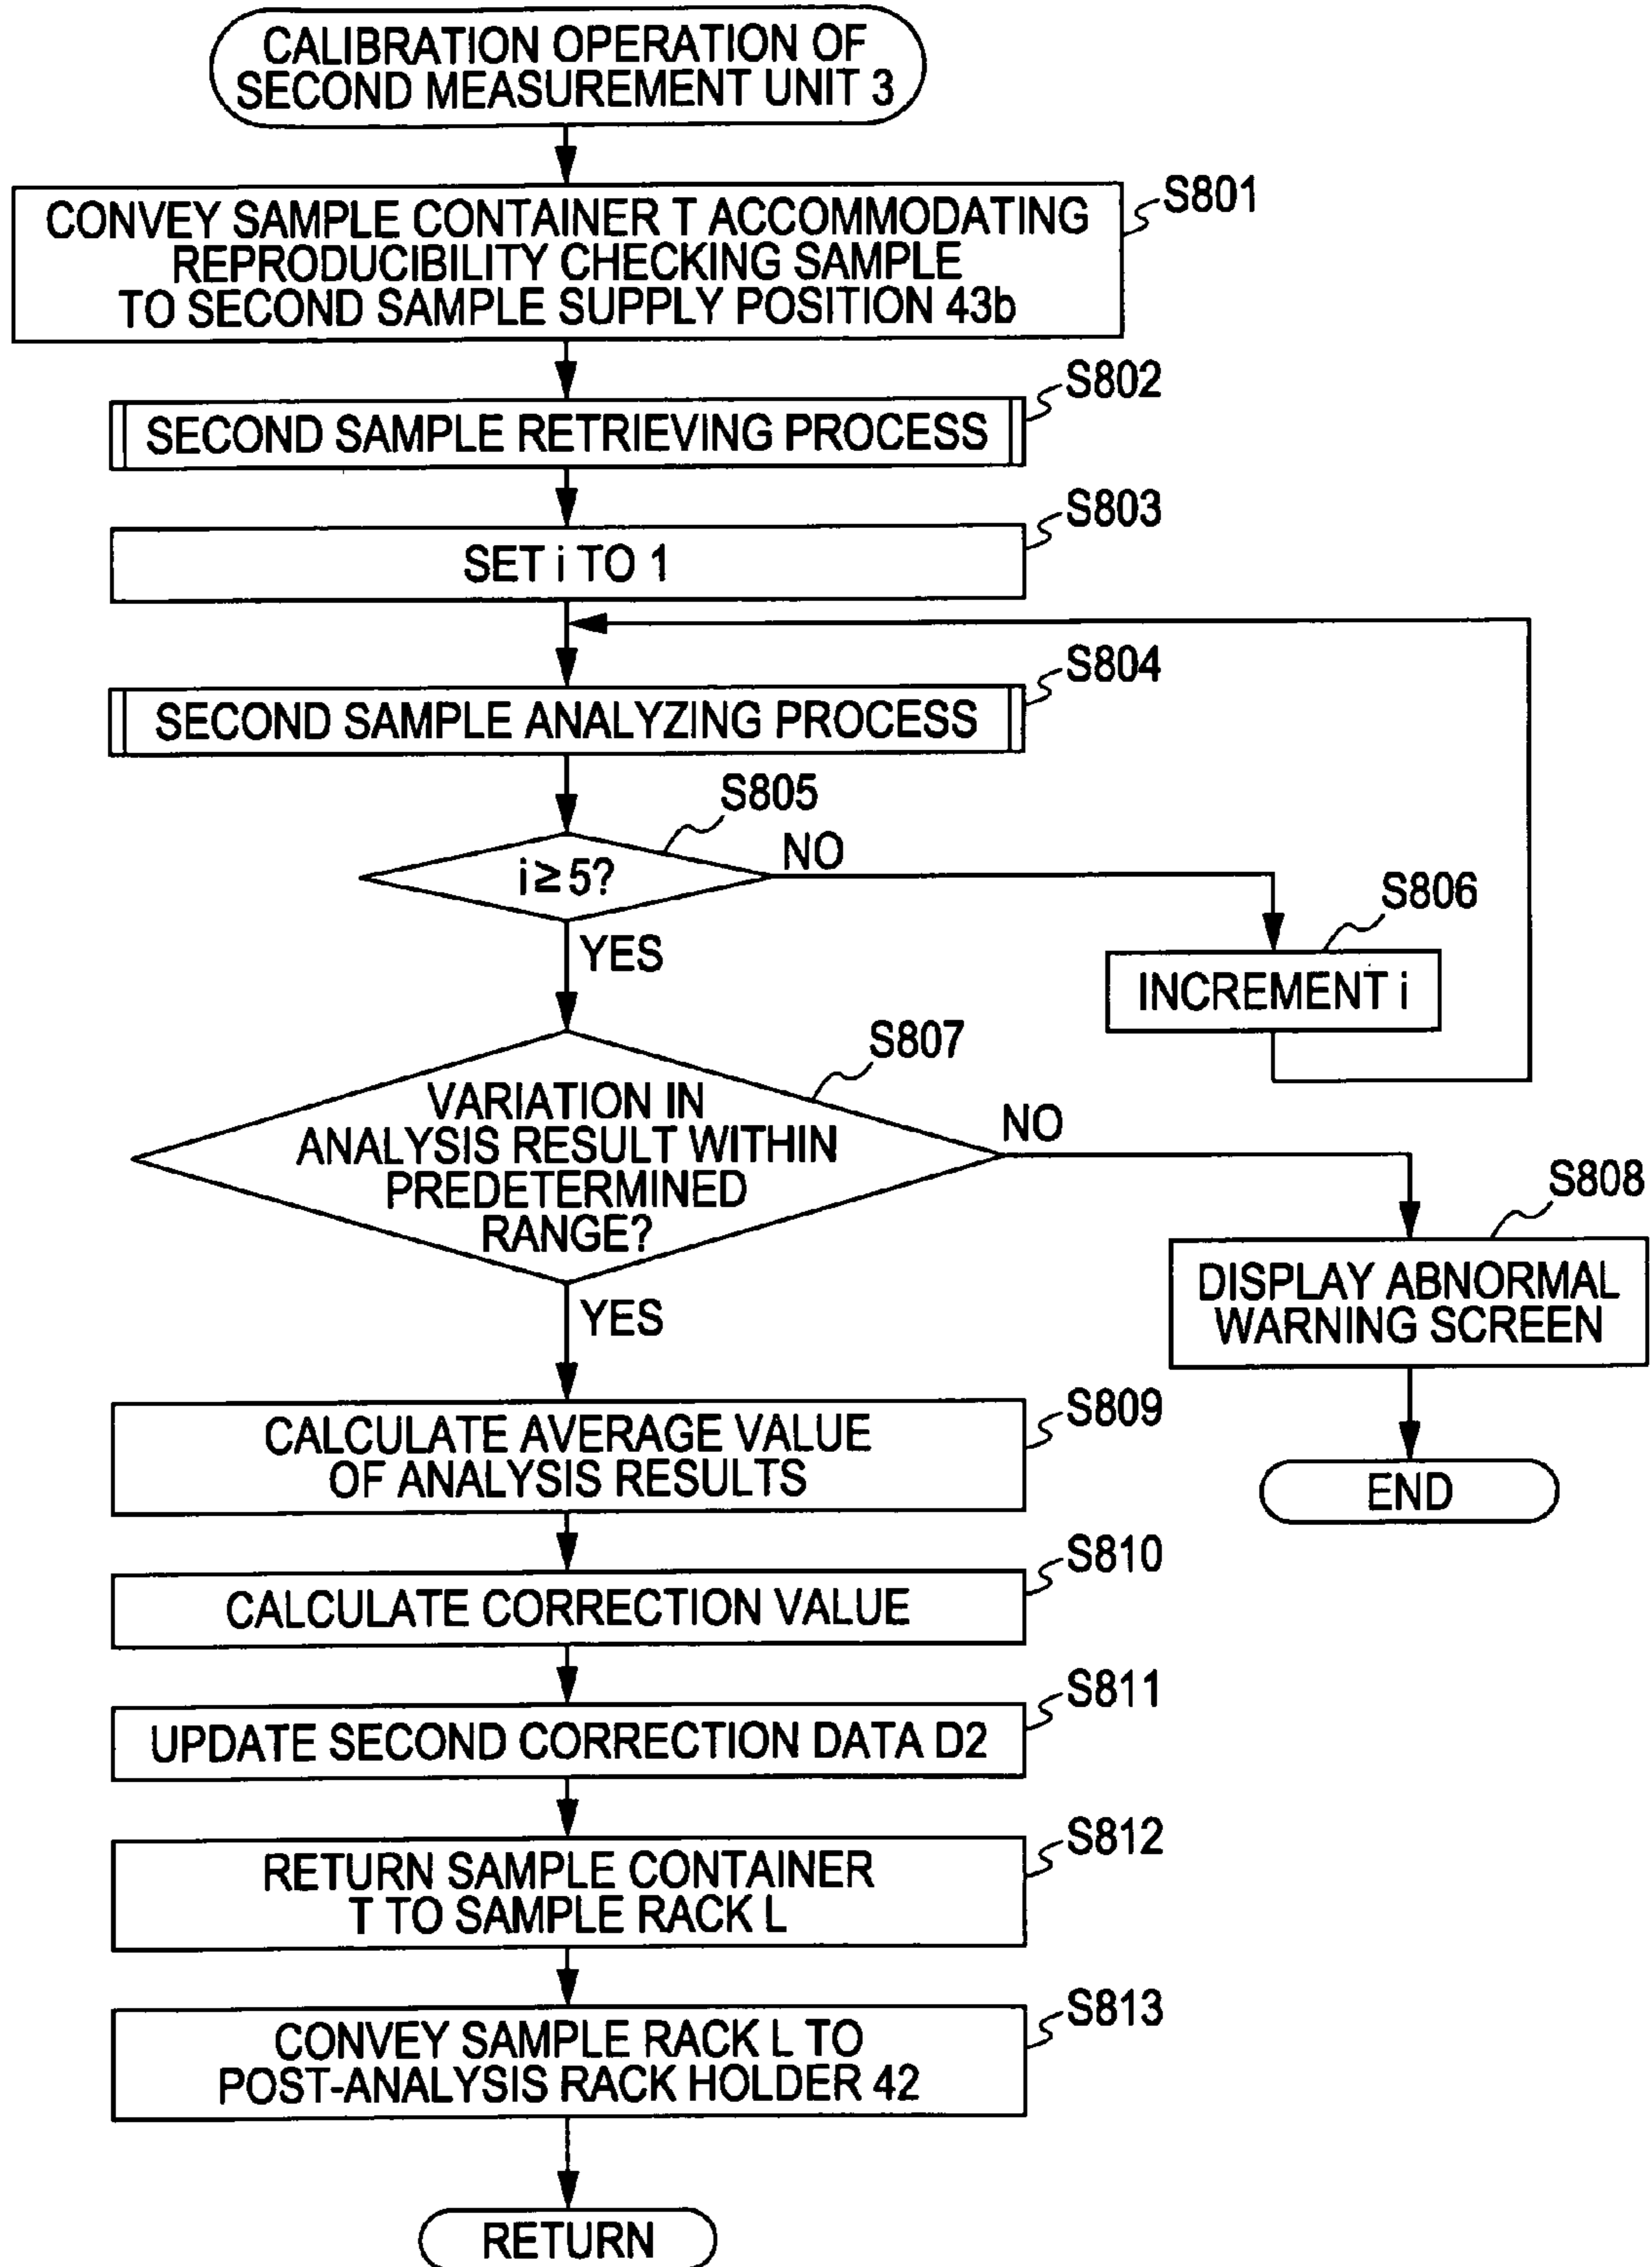 CALIBRATION OPERATION OF
SECOND MEASUREMENT UNIT 3
S801
CONVEY SAMPLE CONTAINER T ACCOMMODATING
REPRODUCIBILITY CHECKING SAMPLE
TO SECOND SAMPLE SUPPLY POSITION 43b
S802
SECOND SAMPLE RETRIEVING PROCESS
S803
SET i TO 1
S804
SECOND SAMPLE ANALYZING PROCESS
S805
i≥5?
NO
YES
S806
INCREMENT i
S807
VARIATION IN
ANALYSIS RESULT WITHIN
PREDETERMINED
RANGE?
NO
YES
S808
DISPLAY ABNORMAL
WARNING SCREEN
END
S809
CALCULATE AVERAGE VALUE
OF ANALYSIS RESULTS
S810
CALCULATE CORRECTION VALUE
S811
UPDATE SECOND CORRECTION DATA D2
S812
RETURN SAMPLE CONTAINER
T TO SAMPLE RACK L
S813
CONVEY SAMPLE RACK L TO
POST-ANALYSIS RACK HOLDER 42
RETURN